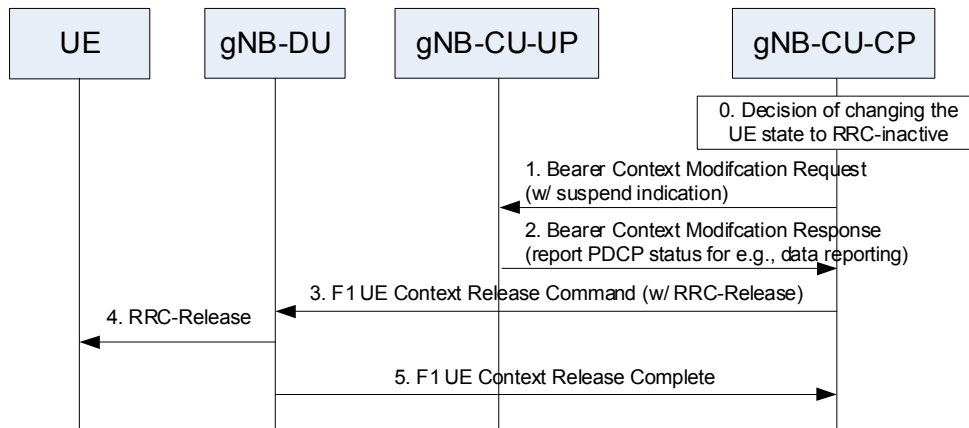 UE
gNB-DU
gNB-CU-UP
gNB-CU-CP
0. Decision of changing the
UE state to RRC-inactive
1. Bearer Context Modifcation Request
(w/ suspend indication)
2. Bearer Context Modifcation Response
(report PDCP status for e.g., data reporting)
3. F1 UE Context Release Command (w/ RRC-Release)
4. RRC-Release
5. F1 UE Context Release Complete